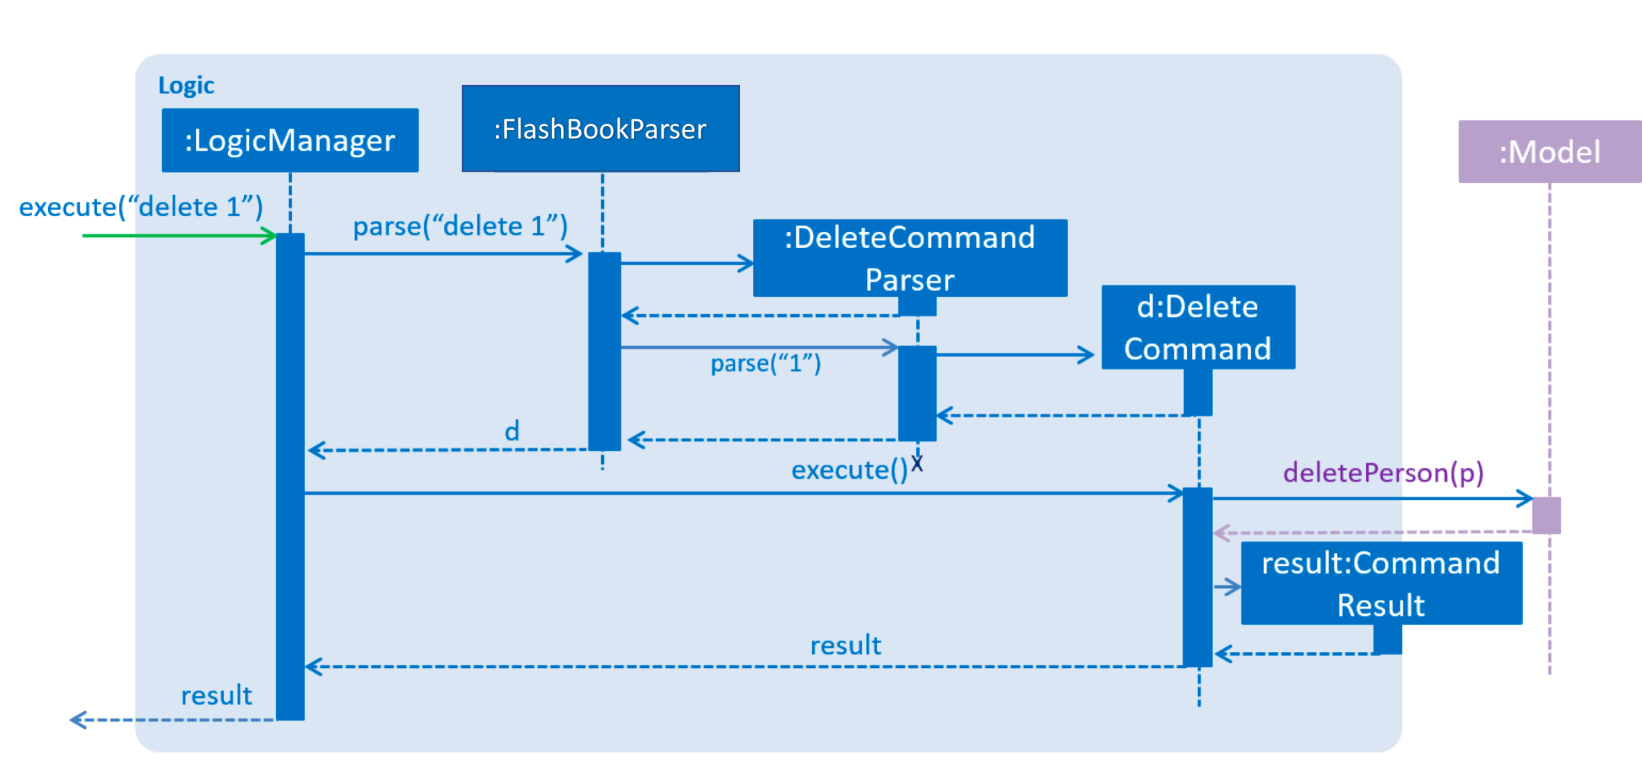 Logic
:LogicManager
:FlashBookParser
:Model
execute(“delete 1”)
parse(“delete 1”)
:DeleteCommand
Parser
d:Delete
Command
parse(“1”)
d
execute()
X
deletePerson(p)
result:Command
Result
result
result